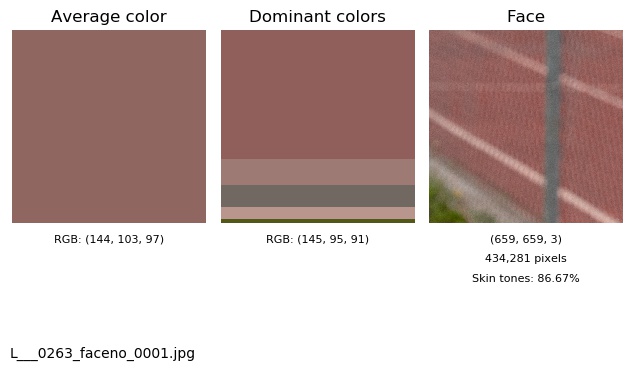 Average color
Dominant colors
Face
RGB: (144, 103, 97)
RGB: (145, 95, 91)
(659, 659, 3)
434,281 pixels
Skin tones: 86.67%
L___0263_faceno_0001.jpg